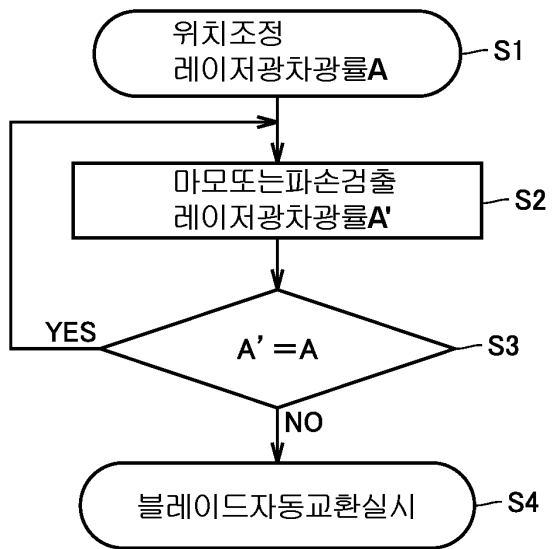 위치조정
레이저광차광률A
S1
마모또는파손검출
레이저광차광률A'
S2
YES
A’=A
S3
NO
블레이드자동교환실시
S4